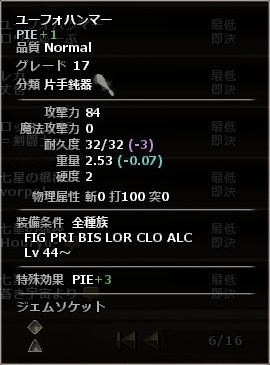 ユーフォハンマー
PIE+1
品質 Normal
グレード 17
分類 片手鈍器
攻撃力 84
魔法攻撃力 0
耐久度 32/32 (-3)
重量 2.53 (-0.07)
硬度 2
物理属性 斬0 打100 突0
装備条件 全種族
FIG PRI BIS LOR CLO ALC
Lv 44～
特殊効果 PIE+3
ジェムソケット
6/16
最低
即決
最低
即決
最低
即決
最低
即決
最低
即決